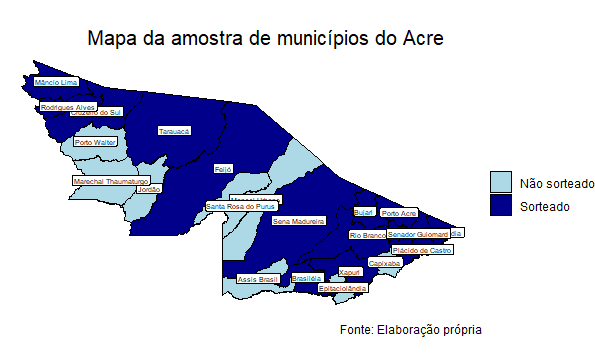 Mapa da amostra de municípios do Acre
Mâncio Lima
Rodrigues Alves
Cruzeiro do Sul
Tarauacá
Porto Walter
Feijó
Marechal Thaumaturgo
Jordão
Santa Rosa do Purus
Sena Madureira
Bujari
Porto Acre
Rio Branco
Senador Guiomard
Plácido de Castro
Capixaba
Xapuri
Assis Brasil
Brasiléia
Epitaciolândia
Não sorteado
Sorteado
Fonte: Elaboração própria